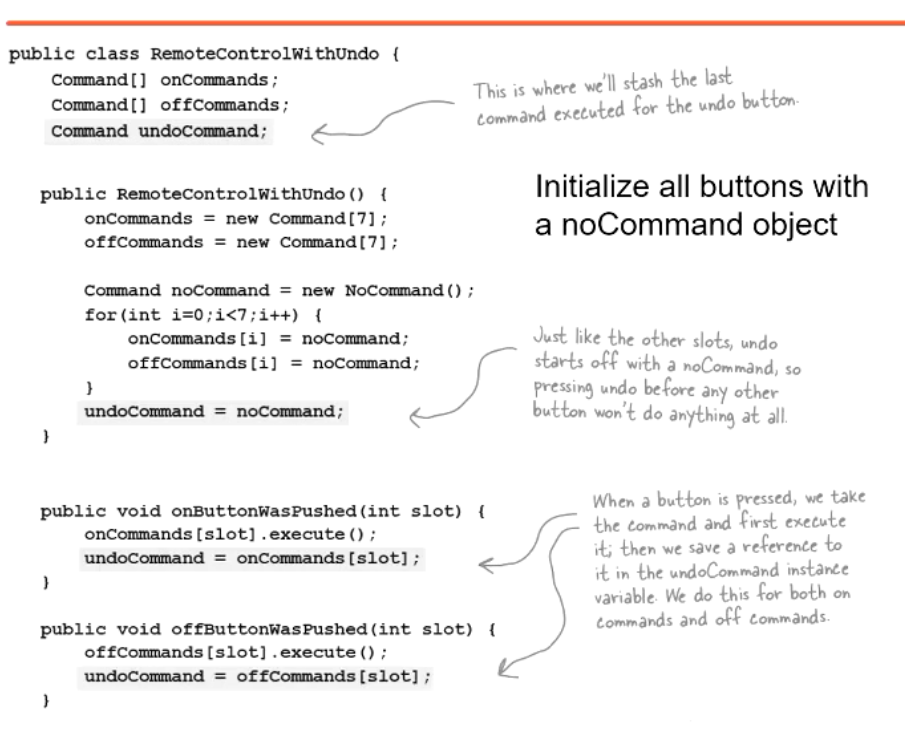 public class RemoteControlWithUndo {
Command[] onCommands;
Command[] offCommands;
Command undoCommand;
This is where we'll stash the last
command executed for the undo button.
public RemoteControlWithUndo() {
onCommands = new Command[7];
offCommands = new Command[7];
Initialize all buttons with
a noCommand object
Command noCommand = new NoCommand();
for(int i=0;i<7;i++) {
onCommands[i] = noCommand;
offCommands[i] = noCommand;
}
undoCommand = noCommand;
}
Just like the other slots, undo
starts off with a noCommand, so
pressing undo before any other
button won't do anything at all.
public void onButtonWasPushed(int slot) {
onCommands[slot].execute();
undoCommand = onCommands[slot];
}
When a button is pressed, we take
the command and first execute
it; then we save a reference to
it in the undoCommand instance
variable. We do this for both on
commands and off commands.
public void offButtonWasPushed(int slot) {
offCommands[slot].execute();
undoCommand = offCommands[slot];
}